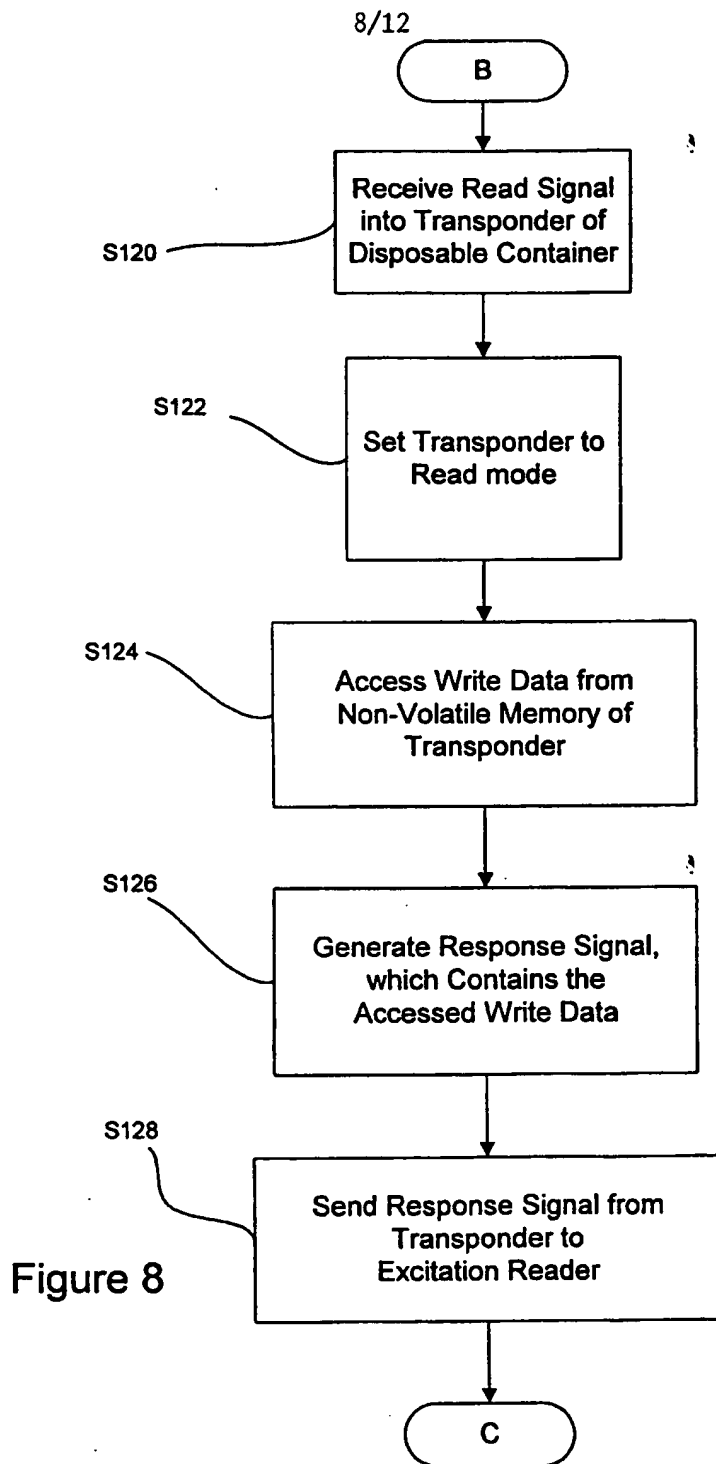 8/12
B
Receive Read Signal
into Transponder of
Disposable Container
S120
S122
Set Transponder to
Read mode
S124
Access Write Data from
Non-Volatile Memory of
Transponder
S126
Generate Response Signal,
which Contains the
Accessed Write Data
S128
Send Response Signal from
Transponder to
Excitation Reader
Figure 8
C